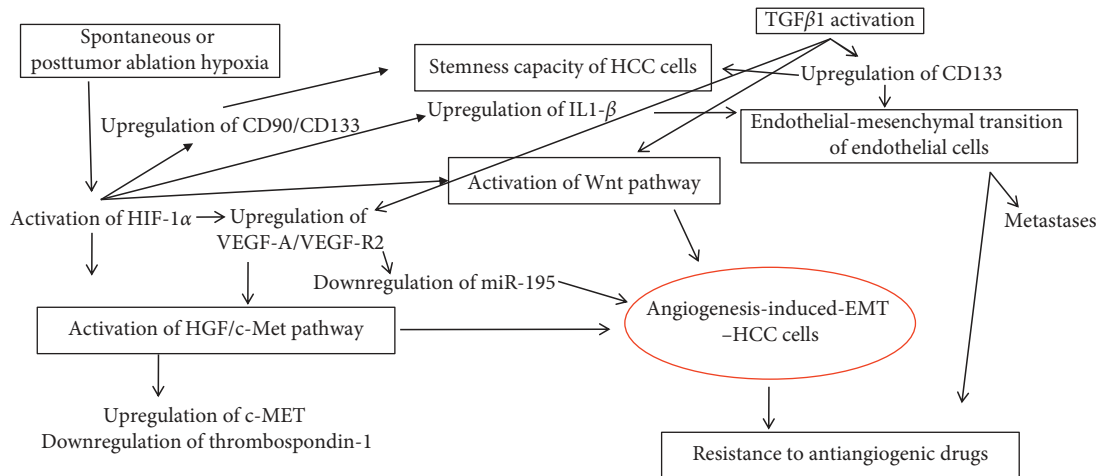 TGFβ1 activation
Spontaneous or
posttumor ablation hypoxia
Stemness capacity of HCC cells
Upregulation of CD133
Upregulation of CD90/CD133
Upregulation of IL1-β
Endothelial-mesenchymal transition
of endothelial cells
Activation of Wnt pathway
Activation of HIF-1α
Upregulation of
VEGF-A/VEGF-R2
Metastases
Downregulation of miR-195
Angiogenesis-induced-EMT
–HCC cells
Activation of HGF/c-Met pathway
Upregulation of c-MET
Downregulation of thrombospondin-1
Resistance to antiangiogenic drugs